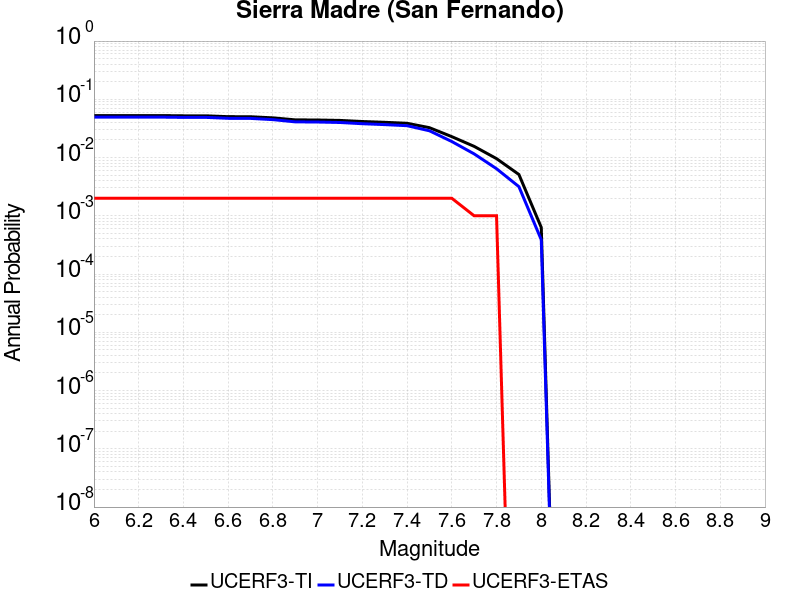 Sierra Madre (San Fernando)
10^0
10^-1
10^-2
10^-3
10^-4
10^-5
10^-6
10^-7
10^-8
Annual Probability
6 6.2 6.4 6.6 6.8 7 7.2 7.4 7.6 7.8 8 8.2 8.4 8.6 8.8 9
Magnitude
UCERF3-TI UCERF3-TD UCERF3-ETAS